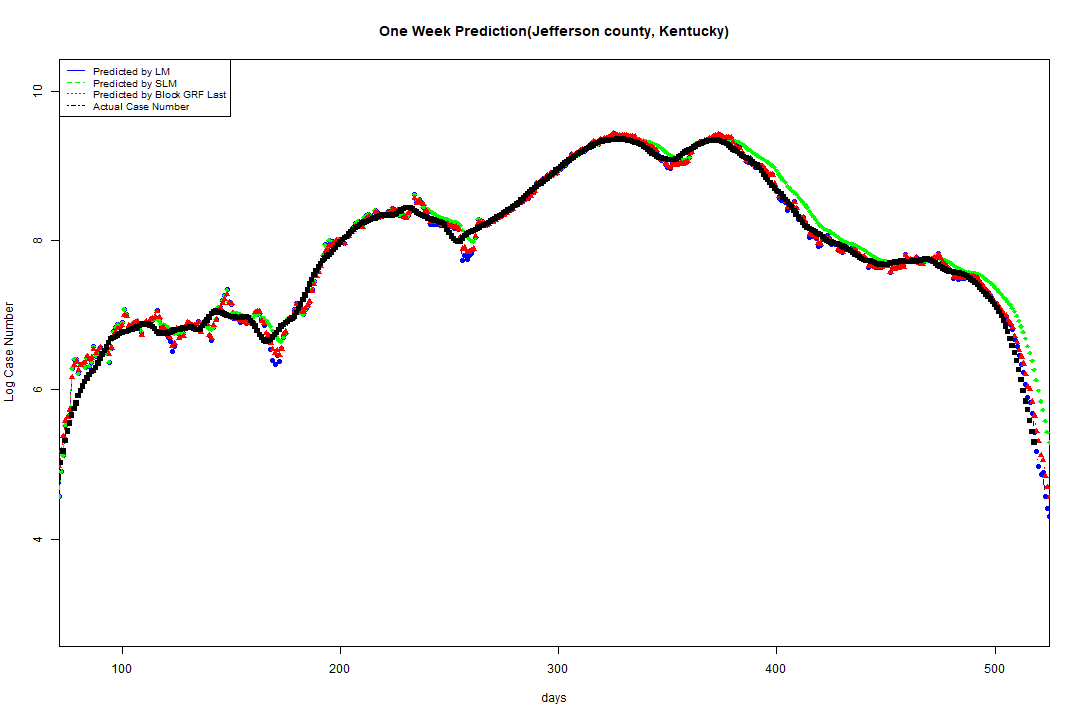 One Week Prediction(Jefferson county, Kentucky)
Predicted by LM
Predicted by SLM
Predicted by Block GRF Last
Actual Case Number
10
8
6
4
Log Case Number
100 200 300 400 500
days